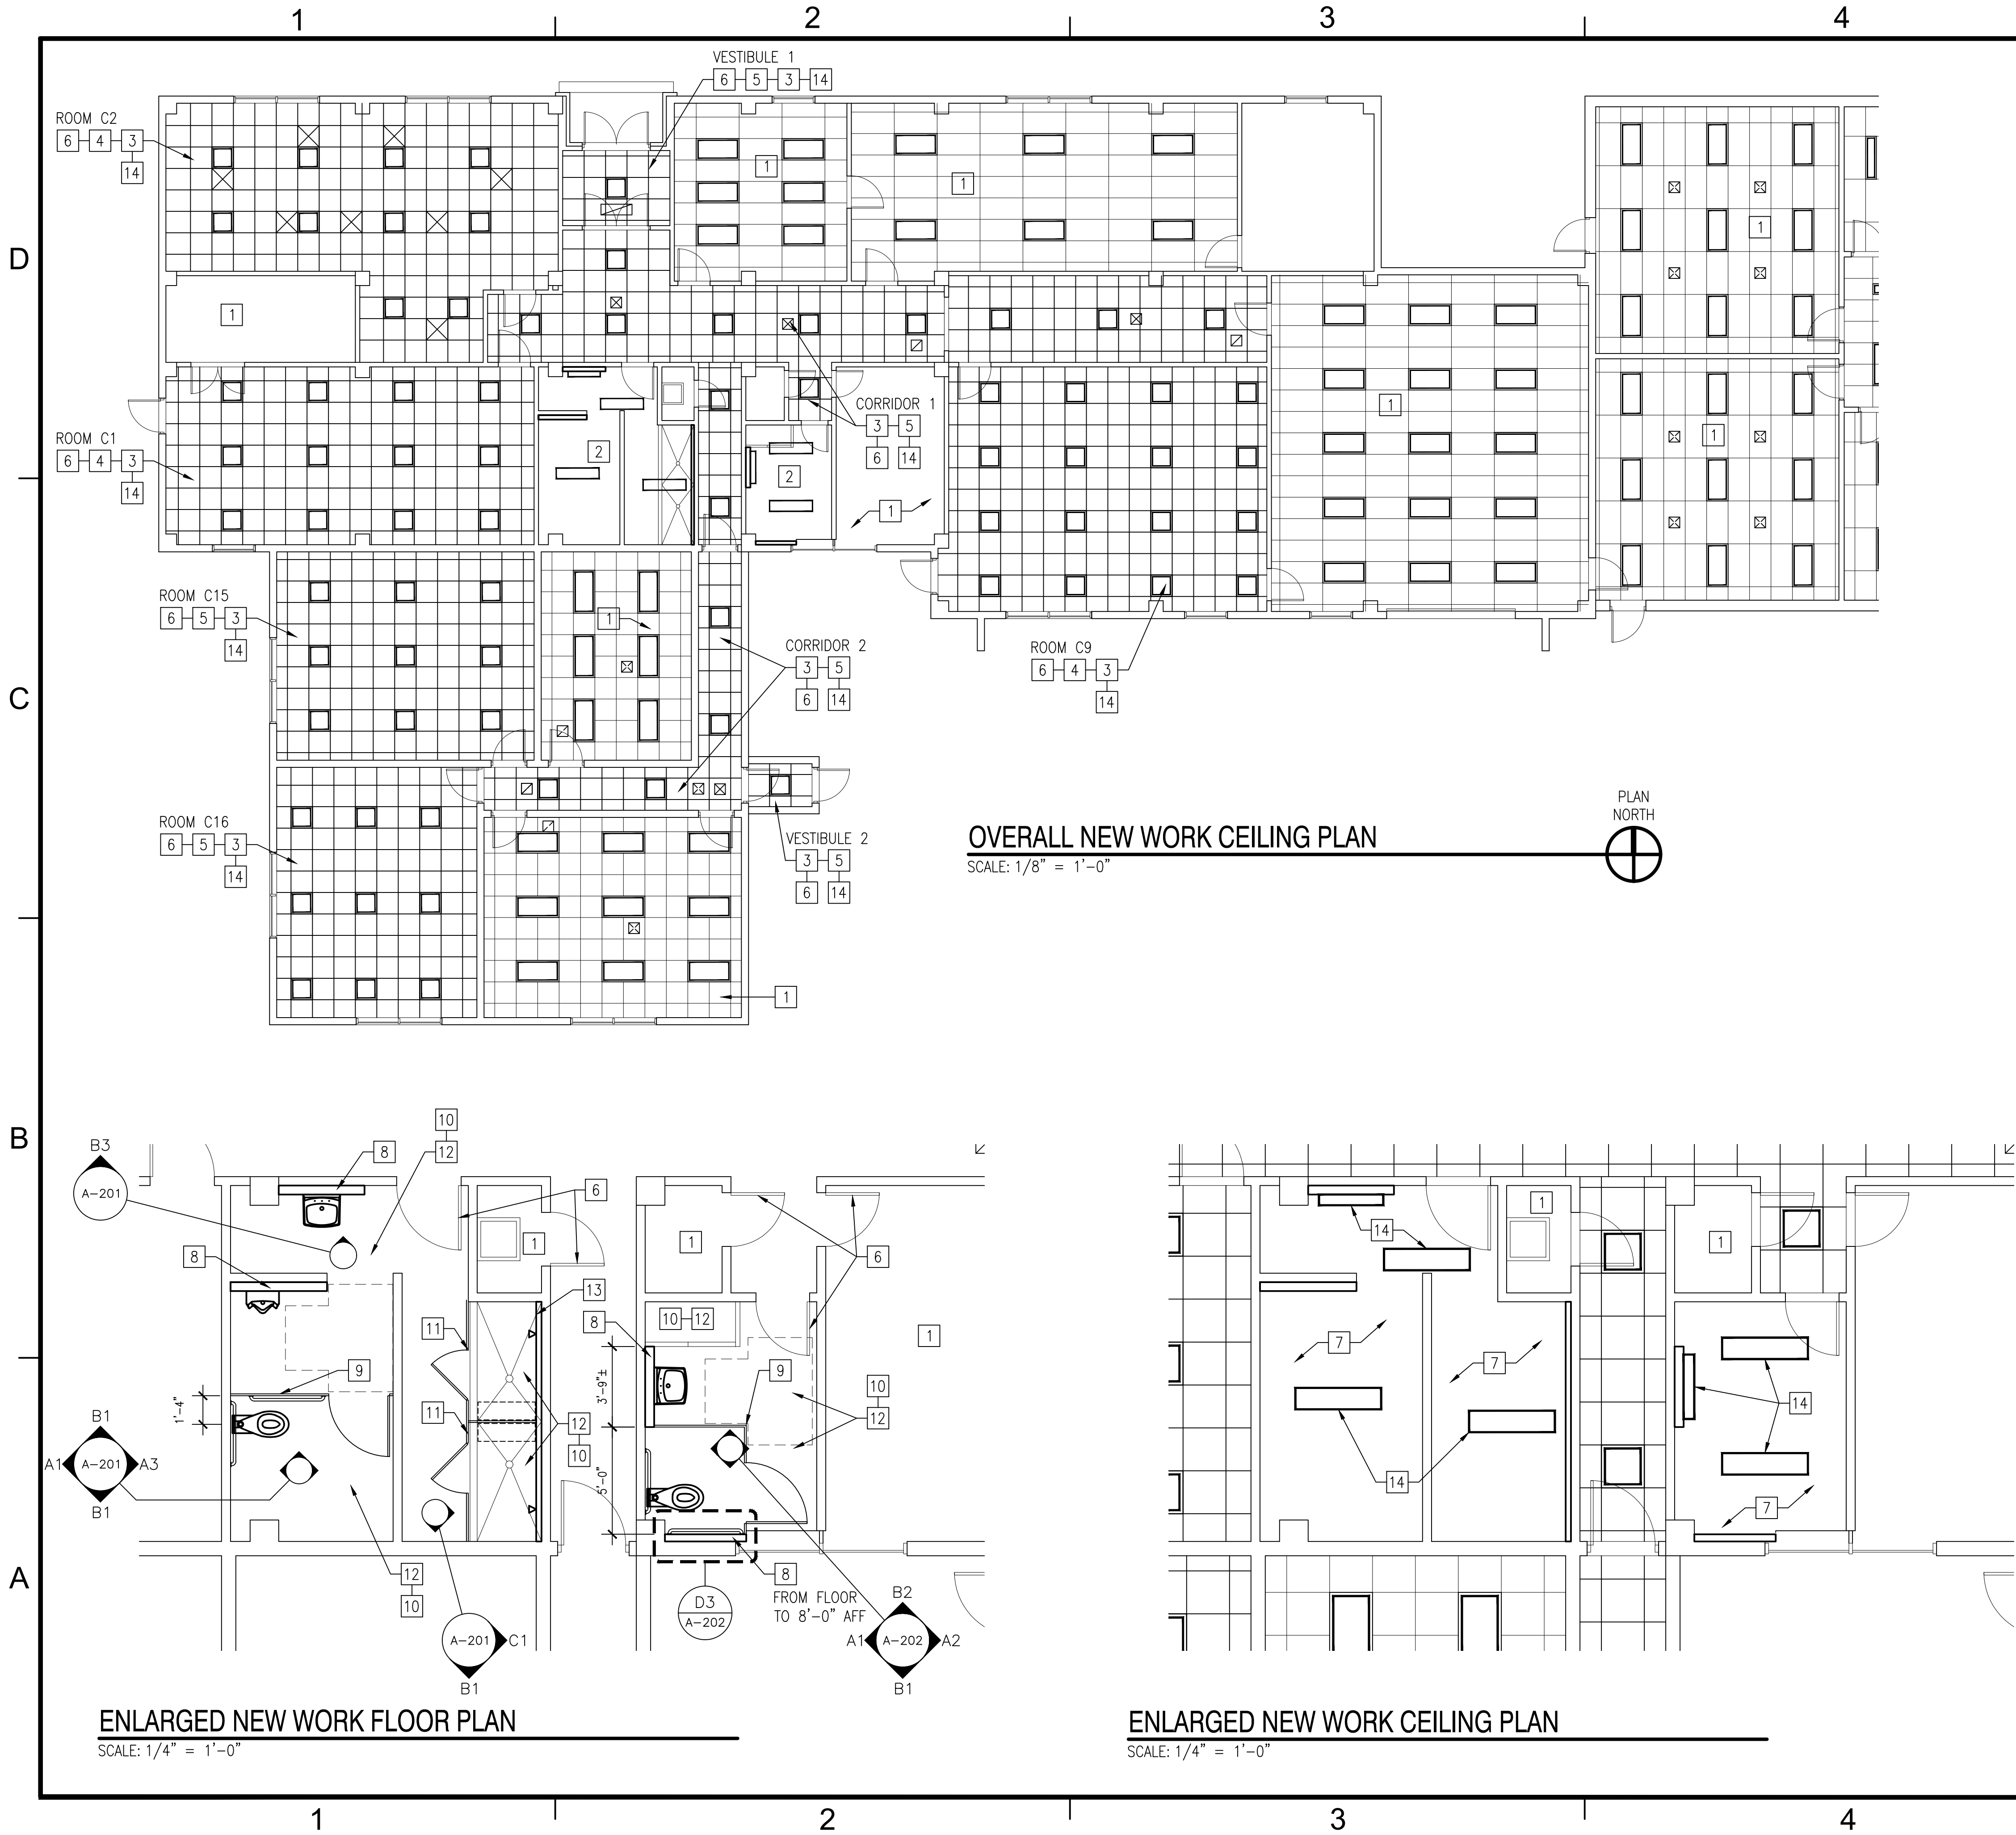 1 2 3 4
VESTIBULE 1
6 5 3 14
ROOM C2
6 4 3
14
1
1
D
1
1
CORRIDOR 1
3 5
6 14
ROOM C1
6 4 3
14
2
2
1
1
1
ROOM C15
6 5 3
14
1
CORRIDOR 2
3 5
6 14
ROOM C9
6 4 3
14
C
ROOM C16
6 5 3
14
VESTIBULE 2
3 5
6 14
1
OVERALL NEW WORK CEILING PLAN
SCALE: 1/8" = 1'-0"
PLAN
NORTH
B
B3
A-201
8
10
12
6
8
1
1
6
13
11
8
10 12
1
9
1'-4"
3'-9"±
9
10
12
11
12
10
B1
A1 A-201 A3
B1
5'-0"
12
10
8
FROM FLOOR
TO 8'-0" AFF
D3
A-202
A-201 C1
B1
B2
A1 A-202 A2
B1
A
ENLARGED NEW WORK FLOOR PLAN
SCALE: 1/4" = 1'-0"
14
1
1
7
7
14
14
7
ENLARGED NEW WORK CEILING PLAN
SCALE: 1/4" = 1'-0"
1 2 3 4